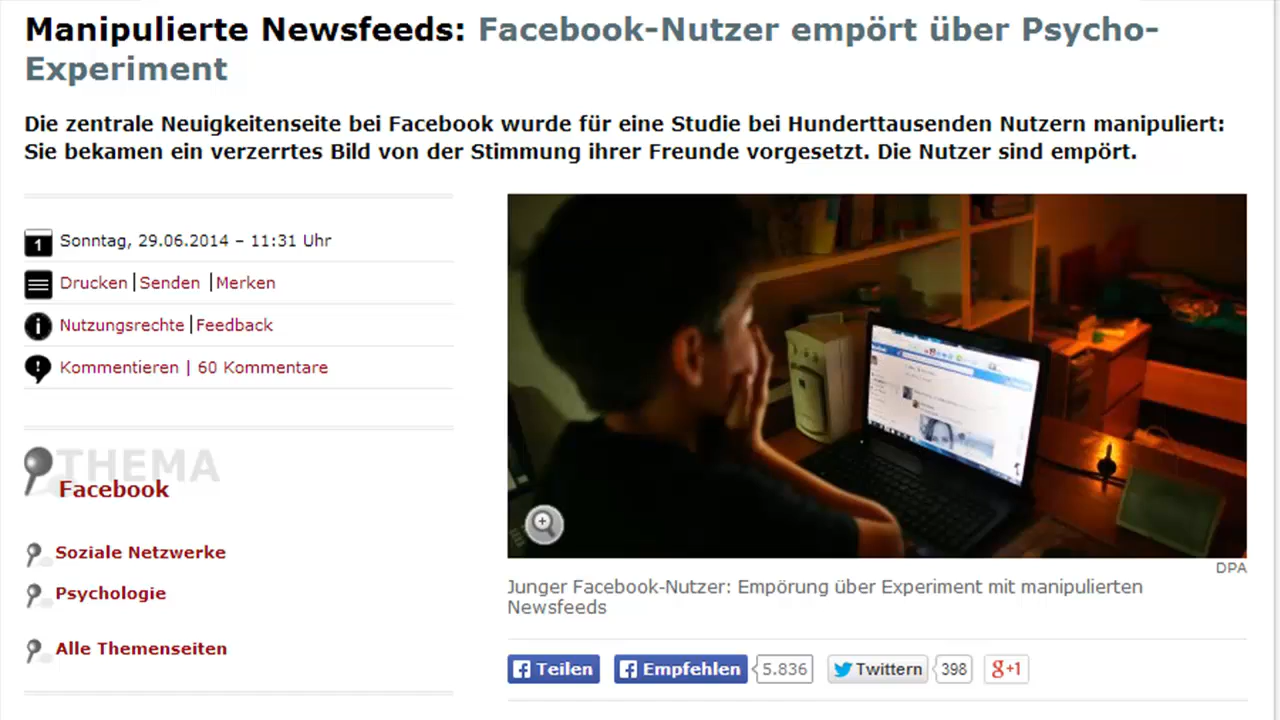 Manipulierte Newsfeeds: Facebook-Nutzer empört über Psycho-
Experiment
Die zentrale Neuigkeitenseite bei Facebook wurde für eine Studie bei Hunderttausenden Nutzern manipuliert:
Sie bekamen ein verzerrtes Bild von der Stimmung ihrer Freunde vorgesetzt. Die Nutzer sind empört.
1 Sonntag, 29.06.2014 – 11:31 Uhr
Drucken | Senden | Merken
Nutzungsrechte | Feedback
Kommentieren | 60 Kommentare
THEMA
Facebook
Soziale Netzwerke
Psychologie
Alle Themenseiten
DPA
Junger Facebook-Nutzer: Empörung über Experiment mit manipulierten
Newsfeeds
Teilen Empfehlen 5.836 Twittern 398 g+1